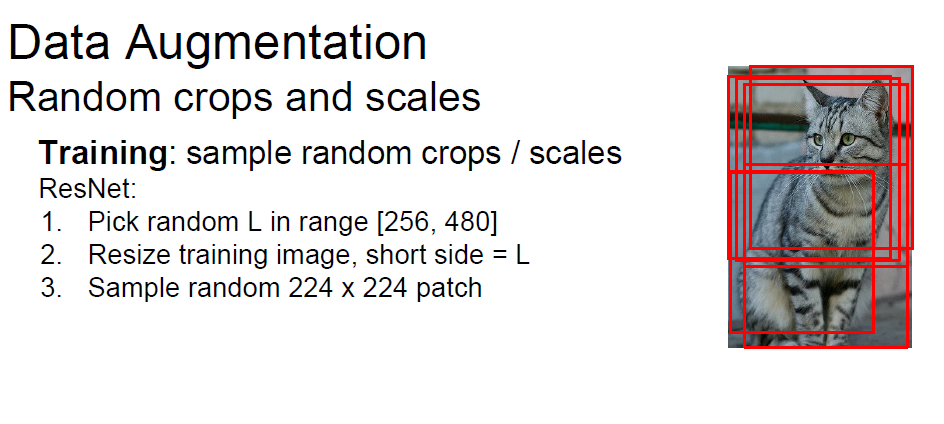 Data Augmentation
Random crops and scales
Training: sample random crops / scales
ResNet:
1. Pick random L in range [256, 480]
2. Resize training image, short side = L
3. Sample random 224 x 224 patch